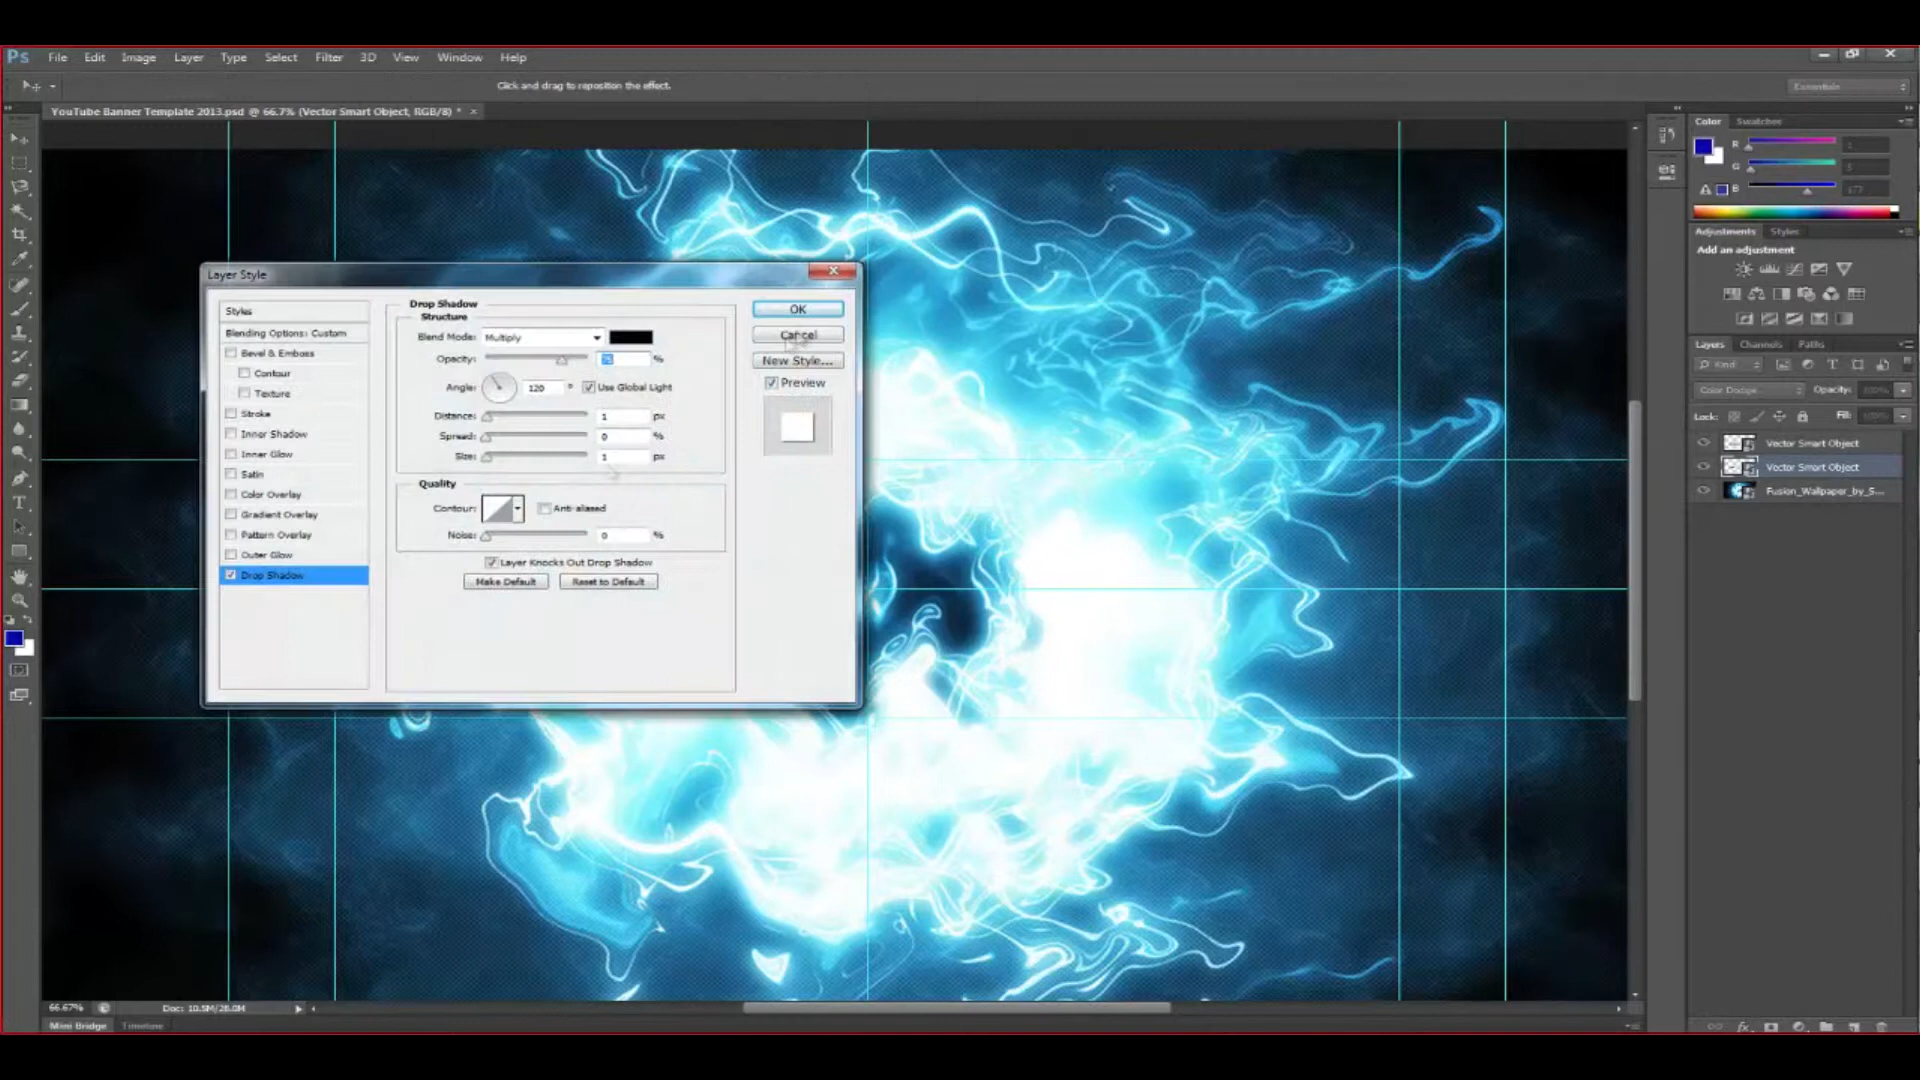 Ps File Edit Image Layer Type Select Filter 3D View Window Help
Click and drag to reposition the effect.
Essentials
YouTube Banner Template 2013.psd @ 66.7% (Vector Smart Object, RGB/8) * ×
Color Swatches
R
G
B
Adjustments Styles
Add an adjustment
Layer Style
Styles
Blending Options: Custom
Bevel & Emboss
Contour
Texture
Stroke
Inner Shadow
Inner Glow
Satin
Color Overlay
Gradient Overlay
Pattern Overlay
Outer Glow
Drop Shadow
Drop Shadow
Structure
Blend Mode: Multiply
Opacity: %
Angle: 120 ° Use Global Light
Distance: 1 px
Spread: 0 %
Size: 1 px
Quality
Contour: Anti-aliased
Noise: 0 %
Layer Knocks Out Drop Shadow
Make Default Reset to Default
OK
Cancel
New Style...
Preview
Layers Channels Paths
Kind
Color Dodge Opacity: 100%
Lock: Fill: 100%
Vector Smart Object
Vector Smart Object
Fusion_Wallpaper_by_S...
66.67% Doc: 10.5M/28.0M
Mini Bridge Timeline